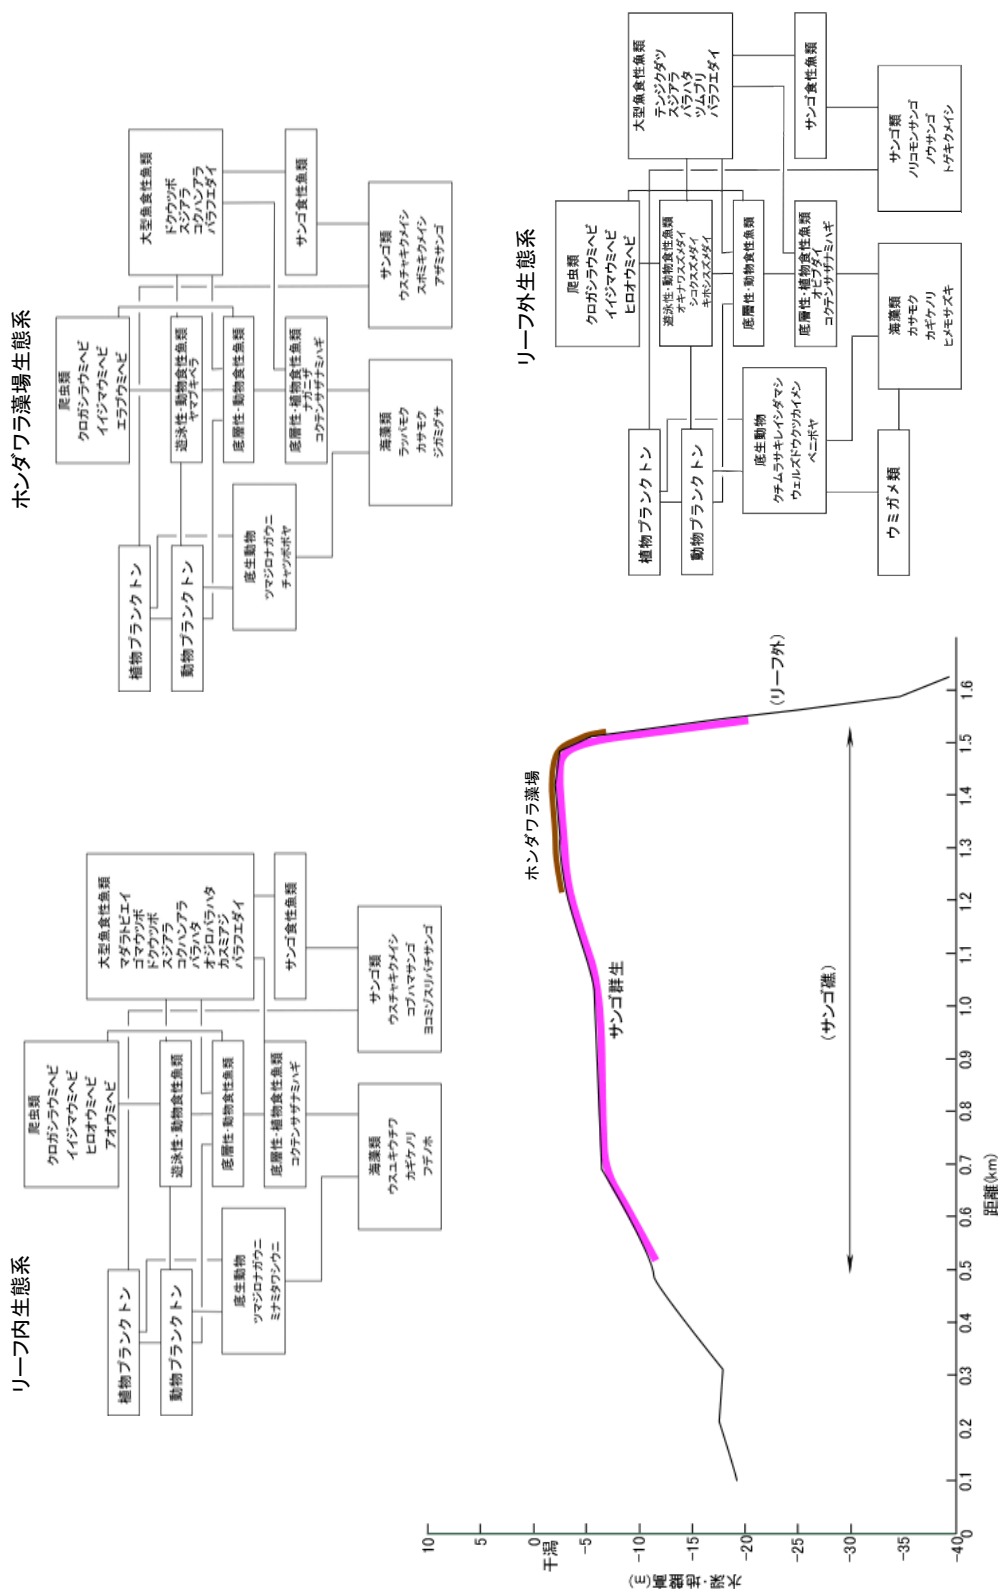 リーフ内生態系
植物プランクトン
動物プランクトン
底生動物
ツマジロナガウニ
ミナミタワシウニ
爬虫類
クロガシラウミヘビ
イイジマウミヘビ
ヒロオウミヘビ
アオウミヘビ
遊泳性・動物食性魚類
底層性・動物食性魚類
底層性・植物食性魚類
コクテンサザナミハギ
海藻類
ウスユキウチワ
カギケノリ
フデノホ
大型魚食性魚類
マダラトビエイ
ゴマウツボ
ドクウツボ
スジアラ
コクハンアラ
バラハタ
オジロバラハタ
カスミアジ
バラフエダイ
サンゴ食性魚類
サンゴ類
ウスチャキクメイシ
コブハマサンゴ
ヨコミゾスリバチサンゴ
ホンダワラ藻場生態系
植物プランクトン
動物プランクトン
底生動物
ツマジロナガウニ
チャツボボヤ
爬虫類
クロガシラウミヘビ
イイジマウミヘビ
エラブウミヘビ
遊泳性・動物食性魚類
ヤマブキベラ
底層性・動物食性魚類
底層性・植物食性魚類
ナガニザ
コクテンサザナミハギ
海藻類
ラッパモク
カサモク
ジガミグサ
大型魚食性魚類
ドクウツボ
スジアラ
コクハンアラ
バラフエダイ
サンゴ食性魚類
サンゴ類
ウスチャキクメイシ
スボミキクメイシ
アザミサンゴ
リーフ外生態系
植物プランクトン
動物プランクトン
底生動物
クチムラサキレイシダマシ
ウェルズドウケツカイメン
ベニボヤ
ウミガメ類
爬虫類
クロガシラウミヘビ
イイジマウミヘビ
ヒロオウミヘビ
遊泳性・動物食性魚類
オキナワスズメダイ
シコクスズメダイ
キホシスズメダイ
底層性・動物食性魚類
底層性・植物食性魚類
オビブダイ
コクテンサザナミハギ
海藻類
カサモク
カギケノリ
ヒメモサズキ
大型魚食性魚類
テンジクダツ
スジアラ
バラハタ
ツムブリ
バラフエダイ
サンゴ食性魚類
サンゴ類
ノリコモンサンゴ
ノウサンゴ
トゲキクメイシ
水深・地盤高(m)
10
5
0
干潟
-5
-10
-15
-20
-25
-30
-35
-40
ホンダワラ藻場
サンゴ群生
(リーフ外)
(サンゴ礁)
0
0.1
0.2
0.3
0.4
0.5
0.6
0.7
0.8
0.9
1.0
1.1
1.2
1.3
1.4
1.5
1.6
距離(km)